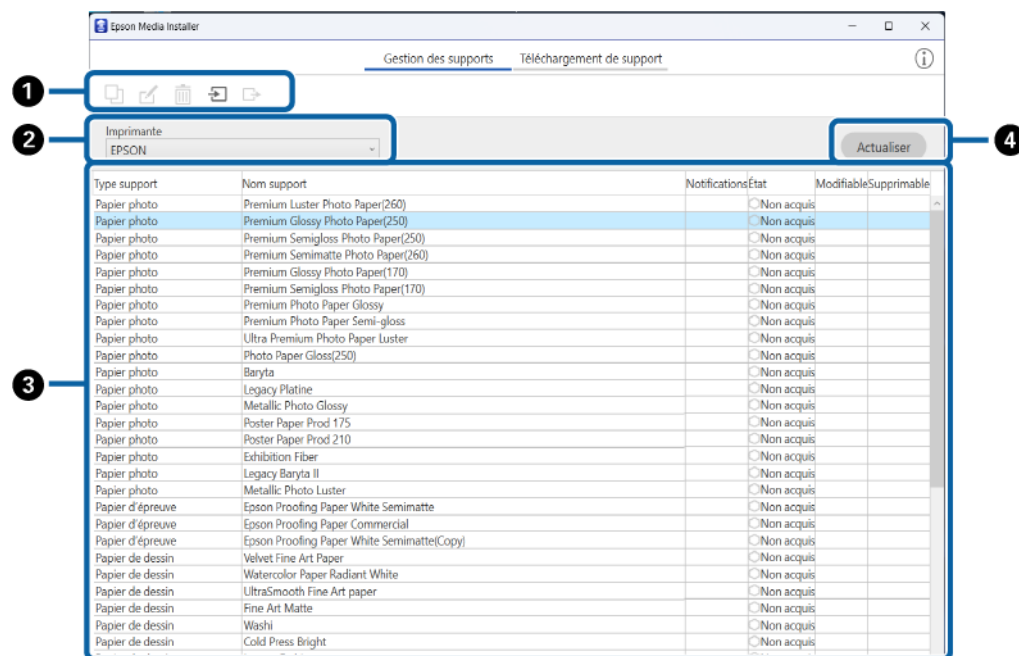 Epson Media Installer
Gestion des supports Téléchargement de support
1
2
Imprimante
EPSON
Actualiser
4
Type support Nom support Notifications État Modifiable Supprimable
Papier photo Premium Luster Photo Paper(260) Non acquis
Papier photo Premium Glossy Photo Paper(250) Non acquis
Papier photo Premium Semigloss Photo Paper(250) Non acquis
Papier photo Premium Semimatte Photo Paper(260) Non acquis
Papier photo Premium Glossy Photo Paper(170) Non acquis
Papier photo Premium Semigloss Photo Paper(170) Non acquis
Papier photo Premium Photo Paper Glossy Non acquis
Papier photo Premium Photo Paper Semi-gloss Non acquis
Papier photo Ultra Premium Photo Paper Luster Non acquis
Papier photo Photo Paper Gloss(250) Non acquis
Papier photo Baryta Non acquis
3
Papier photo Legacy Platine Non acquis
Papier photo Metallic Photo Glossy Non acquis
Papier photo Poster Paper Prod 175 Non acquis
Papier photo Poster Paper Prod 210 Non acquis
Papier photo Exhibition Fiber Non acquis
Papier photo Legacy Baryta II Non acquis
Papier photo Metallic Photo Luster Non acquis
Papier d'épreuve Epson Proofing Paper White Semimatte Non acquis
Papier d'épreuve Epson Proofing Paper Commercial Non acquis
Papier d'épreuve Epson Proofing Paper White Semimatte(Copy) Non acquis
Papier de dessin Velvet Fine Art Paper Non acquis
Papier de dessin Watercolor Paper Radiant White Non acquis
Papier de dessin UltraSmooth Fine Art paper Non acquis
Papier de dessin Fine Art Matte Non acquis
Papier de dessin Washi Non acquis
Papier de dessin Cold Press Bright Non acquis